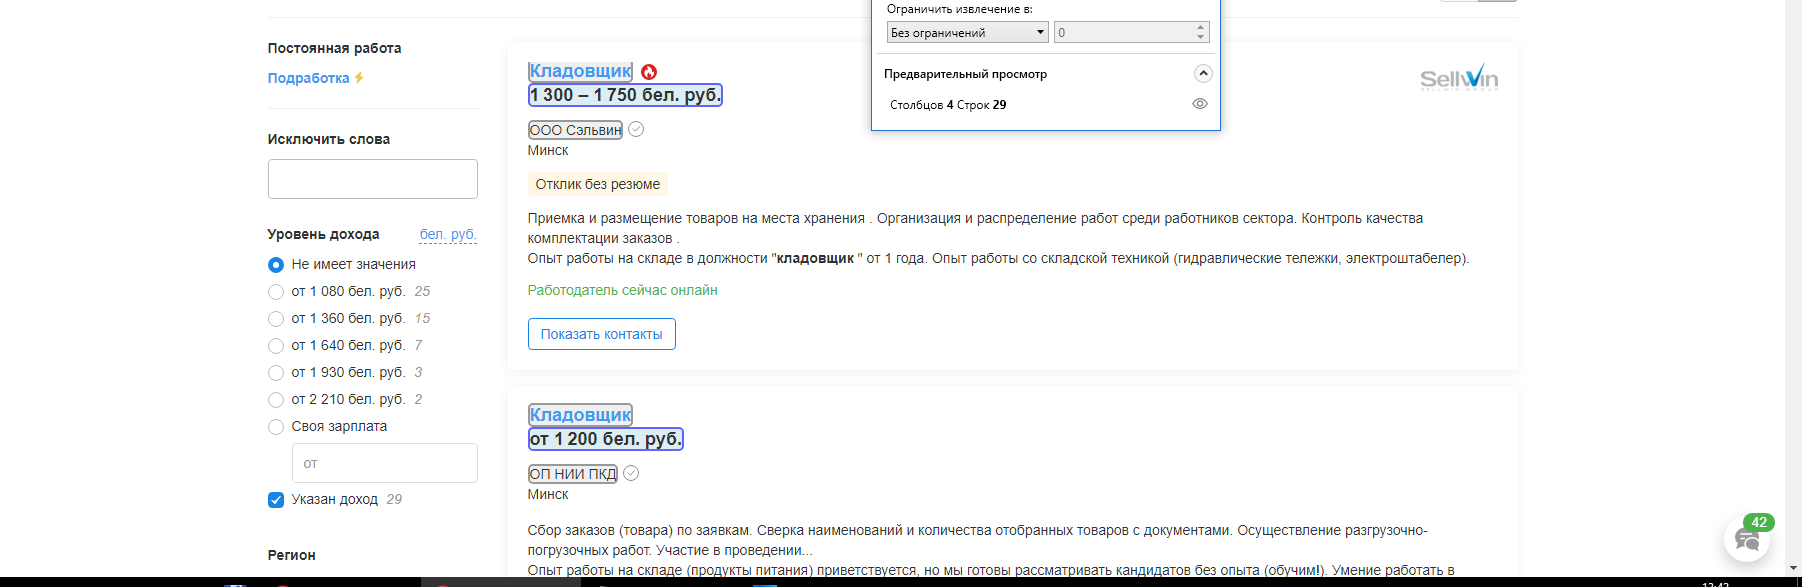 Постоянная работа
Подработка
Исключить слова
Уровень дохода бел. руб.
Не имеет значения
от 1 080 бел. руб. 25
от 1 360 бел. руб. 15
от 1 640 бел. руб. 7
от 1 930 бел. руб. 3
от 2 210 бел. руб. 2
Своя зарплата
от
Указан доход 29
Регион
Ограничить извлечение в:
Без ограничений 0
Предварительный просмотр
Столбцов 4 Строк 29
Кладовщик
1 300 – 1 750 бел. руб.
ООО Сэльвин
Минск
Отклик без резюме
Приемка и размещение товаров на места хранения . Организация и распределение работ среди работников сектора. Контроль качества
комплектации заказов .
Опыт работы на складе в должности "кладовщик " от 1 года. Опыт работы со складской техникой (гидравлические тележки, электроштабелер).
Работодатель сейчас онлайн
Показать контакты
SellWin
SELLWIN GROUP
Кладовщик
от 1 200 бел. руб.
ОП НИИ ПКД
Минск
Сбор заказов (товара) по заявкам. Сверка наименований и количества отобранных товаров с документами. Осуществление разгрузочно-
погрузочных работ. Участие в проведении...
Опыт работы на складе (продукты питания) приветствуется, но мы готовы рассматривать кандидатов без опыта (обучим!). Умение работать в
42